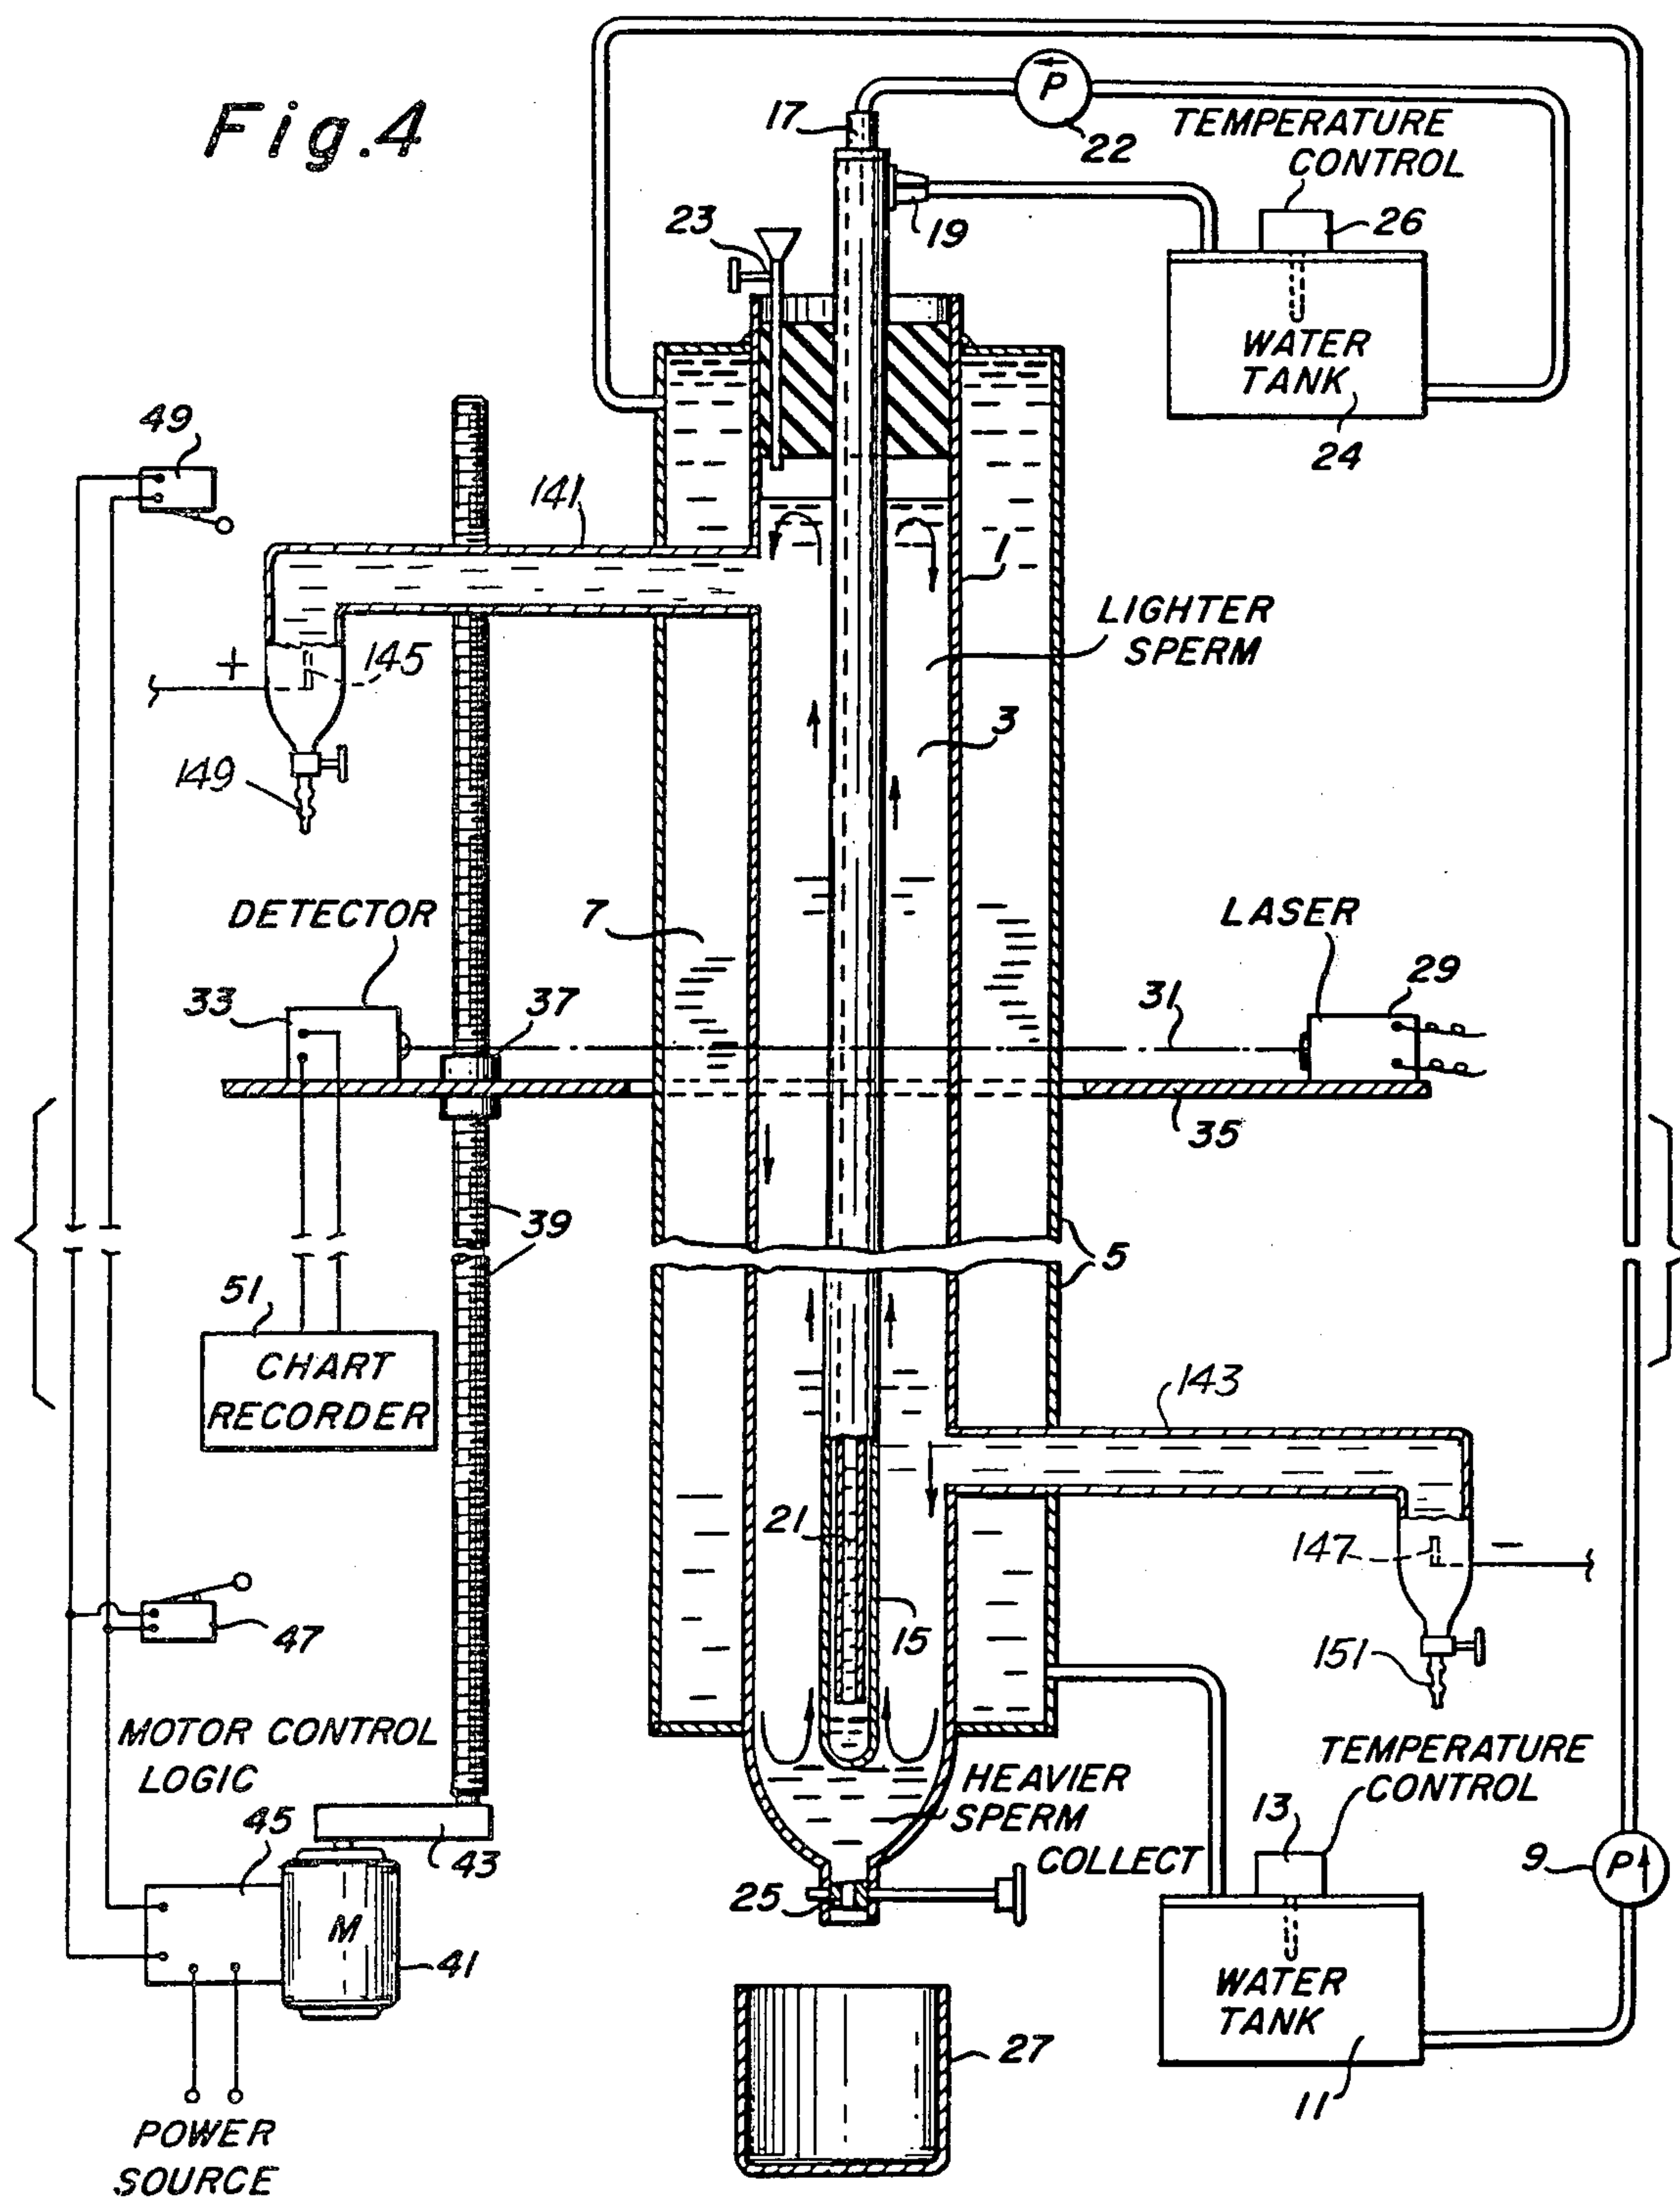 Fig.4
17
P
22
TEMPERATURE
CONTROL
23
19
26
WATER
TANK
24
49
141
1
LIGHTER
SPERM
+
145
3
149
DETECTOR
7
LASER
33
37
31
29
35
39
5
51
CHART
RECORDER
143
21
147
−
15
47
151
MOTOR CONTROL
LOGIC
HEAVIER
SPERM
TEMPERATURE
CONTROL
45
13
43
COLLECT
9
P
25
M
41
WATER
TANK
27
11
POWER
SOURCE